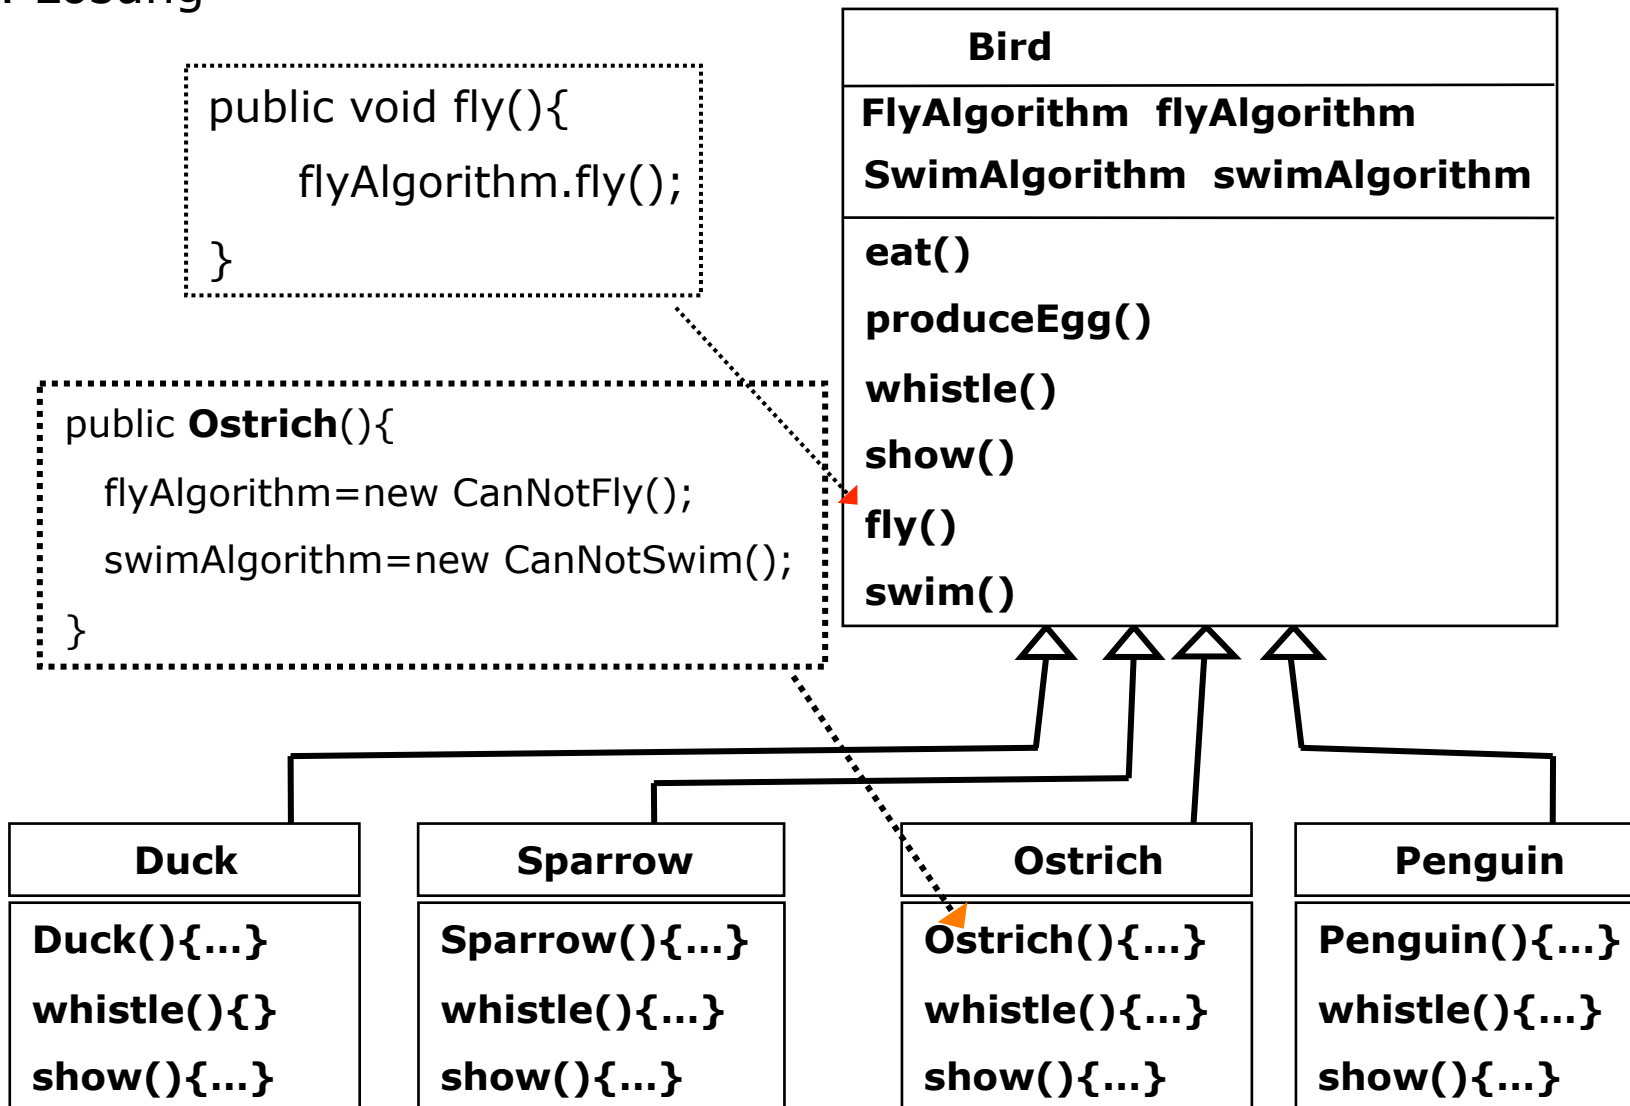 Lösung
public void fly(){
flyAlgorithm.fly();
}
public Ostrich(){
flyAlgorithm=new CanNotFly();
swimAlgorithm=new CanNotSwim();
}
Bird
FlyAlgorithm flyAlgorithm
SwimAlgorithm swimAlgorithm
eat()
produceEgg()
whistle()
show()
fly()
swim()
Duck
Duck(){...}
whistle(){}
show(){...}
Sparrow
Sparrow(){...}
whistle(){...}
show(){...}
Ostrich
Ostrich(){...}
whistle(){...}
show(){...}
Penguin
Penguin(){...}
whistle(){...}
show(){...}